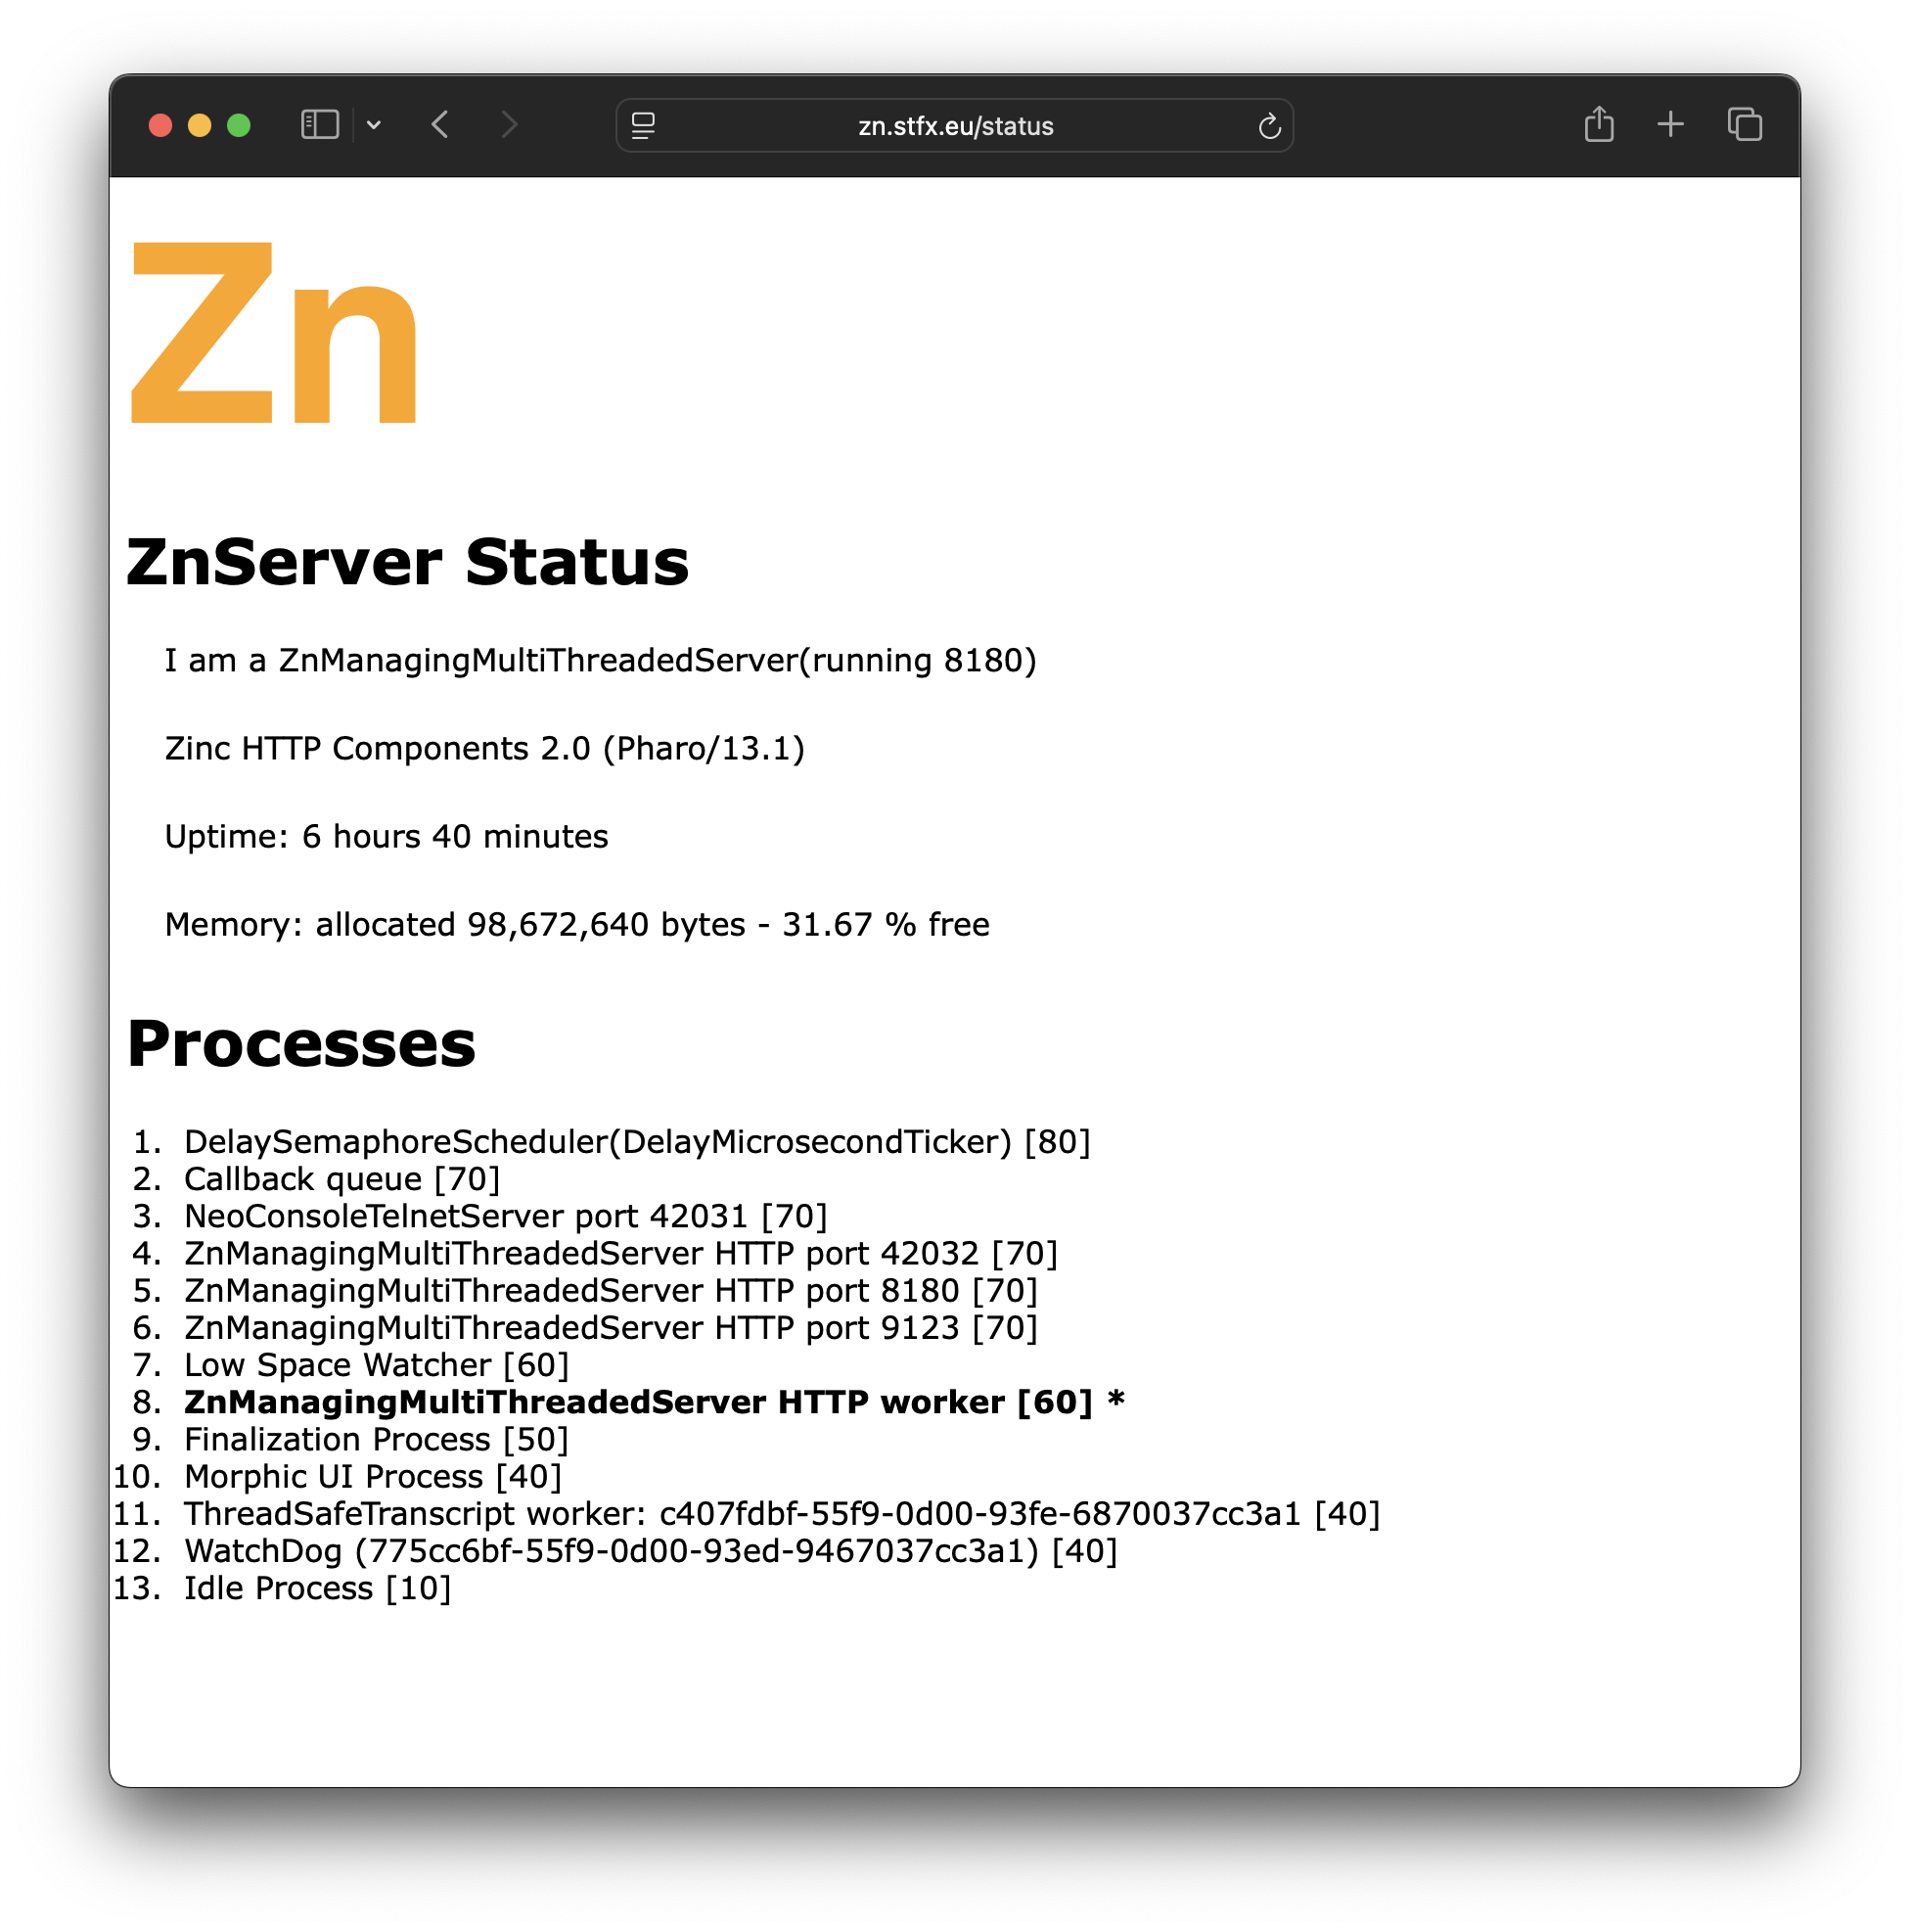 zn.stfx.eu/status
Zn
ZnServer Status
I am a ZnManagingMultiThreadedServer(running 8180)
Zinc HTTP Components 2.0 (Pharo/13.1)
Uptime: 6 hours 40 minutes
Memory: allocated 98,672,640 bytes - 31.67 % free
Processes
1. DelaySemaphoreScheduler(DelayMicrosecondTicker) [80]
2. Callback queue [70]
3. NeoConsoleTelnetServer port 42031 [70]
4. ZnManagingMultiThreadedServer HTTP port 42032 [70]
5. ZnManagingMultiThreadedServer HTTP port 8180 [70]
6. ZnManagingMultiThreadedServer HTTP port 9123 [70]
7. Low Space Watcher [60]
8. ZnManagingMultiThreadedServer HTTP worker [60] *
9. Finalization Process [50]
10. Morphic UI Process [40]
11. ThreadSafeTranscript worker: c407fdbf-55f9-0d00-93fe-6870037cc3a1 [40]
12. WatchDog (775cc6bf-55f9-0d00-93ed-9467037cc3a1) [40]
13. Idle Process [10]